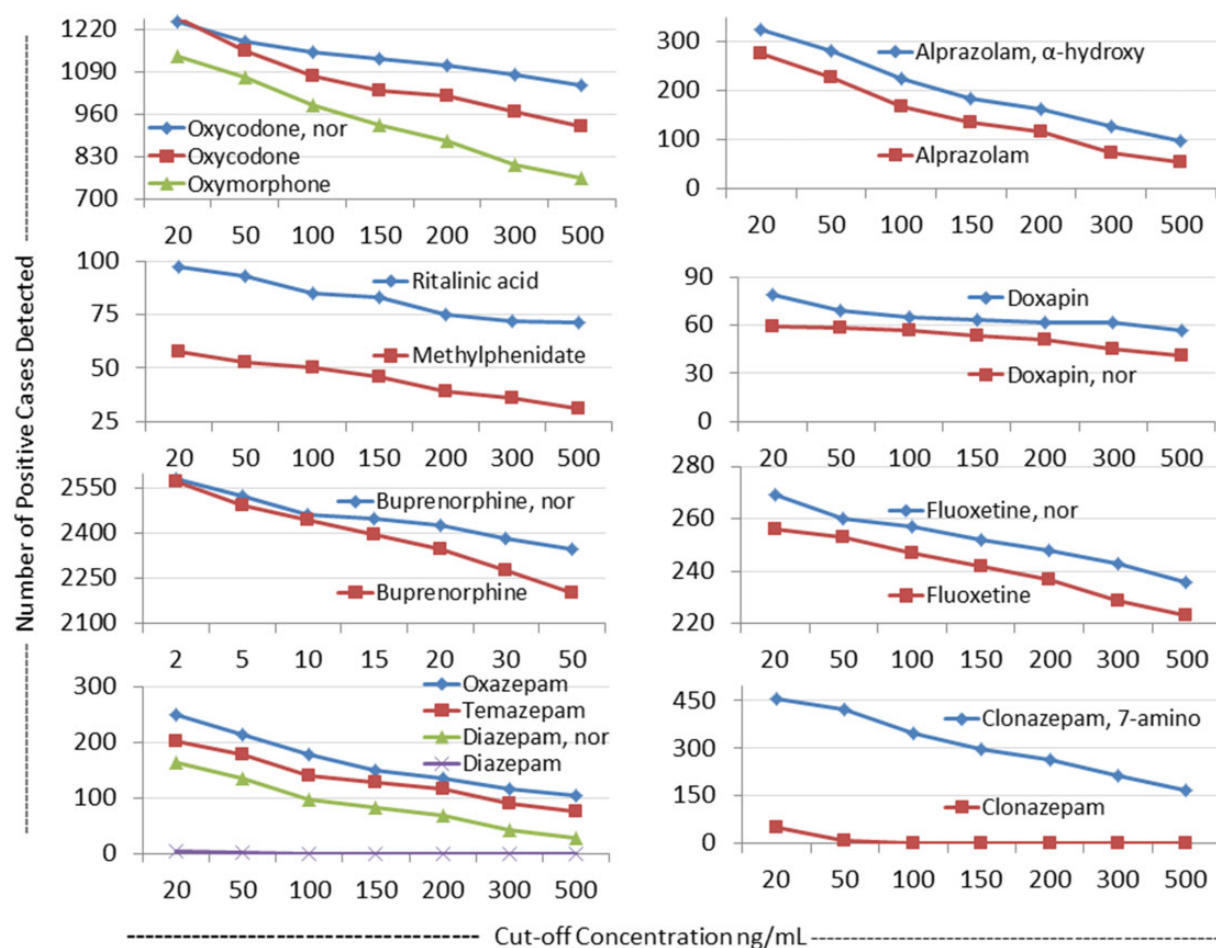 Number of Positive Cases Detected
1220
1090
960
830
700
Oxycodone, nor
Oxycodone
Oxymorphone
20 50 100 150 200 300 500
300
200
100
0
Alprazolam, α-hydroxy
Alprazolam
20 50 100 150 200 300 500
100
75
50
25
Ritalinic acid
Methylphenidate
20 50 100 150 200 300 500
90
60
30
0
Doxapin
Doxapin, nor
20 50 100 150 200 300 500
2550
2400
2250
2100
Buprenorphine, nor
Buprenorphine
2 5 10 15 20 30 50
280
260
240
220
Fluoxetine, nor
Fluoxetine
20 50 100 150 200 300 500
300
200
100
0
Oxazepam
Temazepam
Diazepam, nor
Diazepam
20 50 100 150 200 300 500
450
300
150
0
Clonazepam, 7-amino
Clonazepam
20 50 100 150 200 300 500
Cut-off Concentration ng/mL